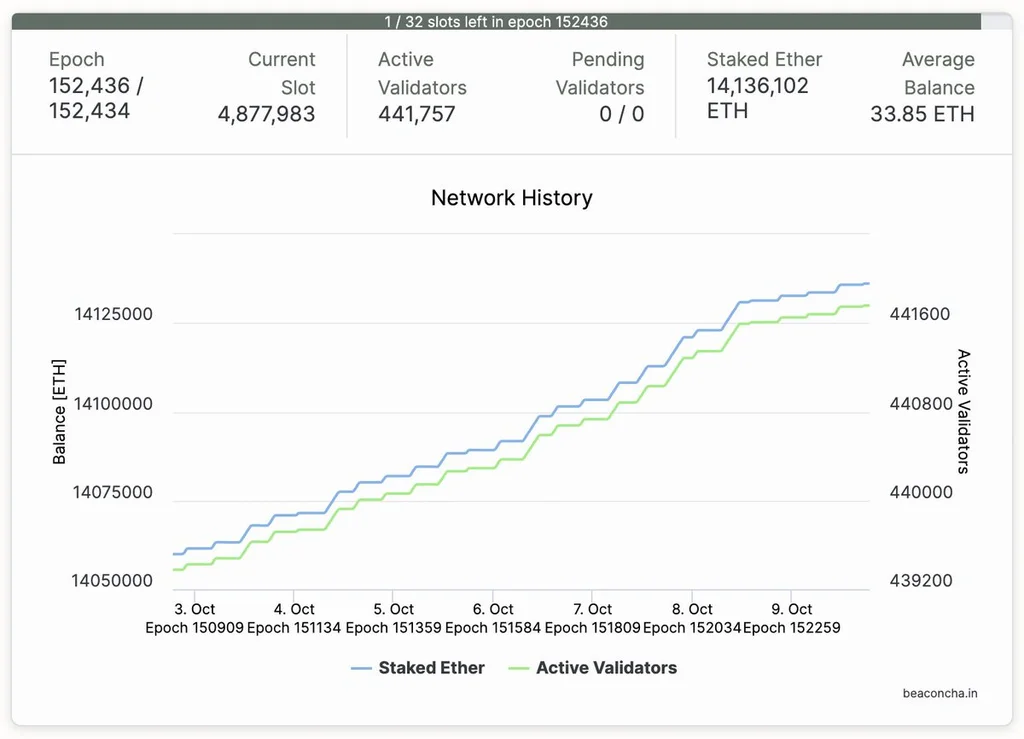 1 / 32 slots left in epoch 152436
Epoch
152,436 /
152,434
Current
Slot
4,877,983
Active
Validators
441,757
Pending
Validators
0 / 0
Staked Ether
14,136,102
ETH
Average
Balance
33.85 ETH
Network History
Balance [ETH]
14125000
14100000
14075000
14050000
441600
440800
440000
439200
Active Validators
3. Oct
Epoch 150909
4. Oct
Epoch 151134
5. Oct
Epoch 151359
6. Oct
Epoch 151584
7. Oct
Epoch 151809
8. Oct
Epoch 152034
9. Oct
Epoch 152259
Staked Ether
Active Validators
beaconcha.in